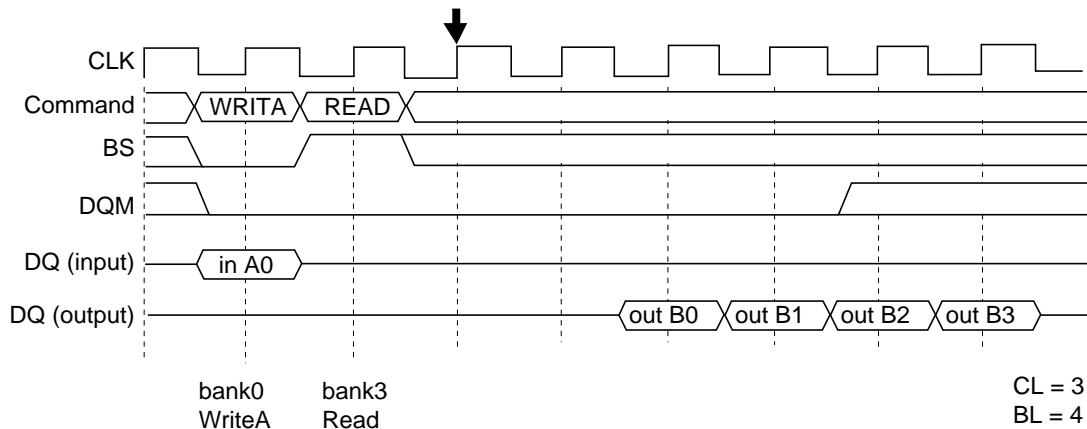 CLK
Command WRITA READ
BS
DQM
DQ (input) in A0
DQ (output) out B0 out B1 out B2 out B3
bank0 bank3 CL = 3
WriteA Read BL = 4